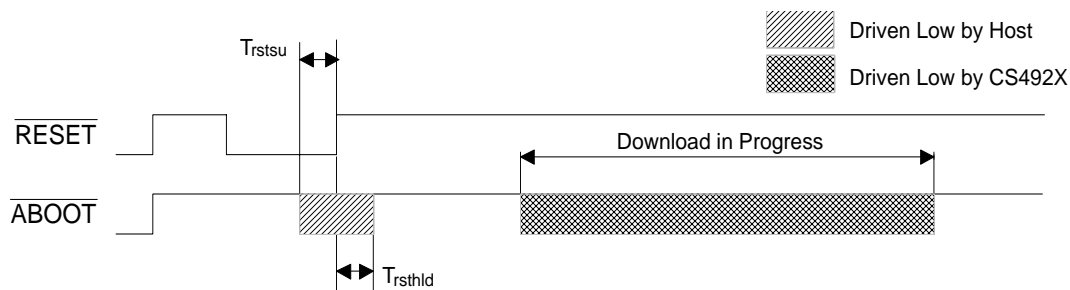 Trstsu
Driven Low by Host
Driven Low by CS492X
RESET
Download in Progress
ABOOT
Trsthld